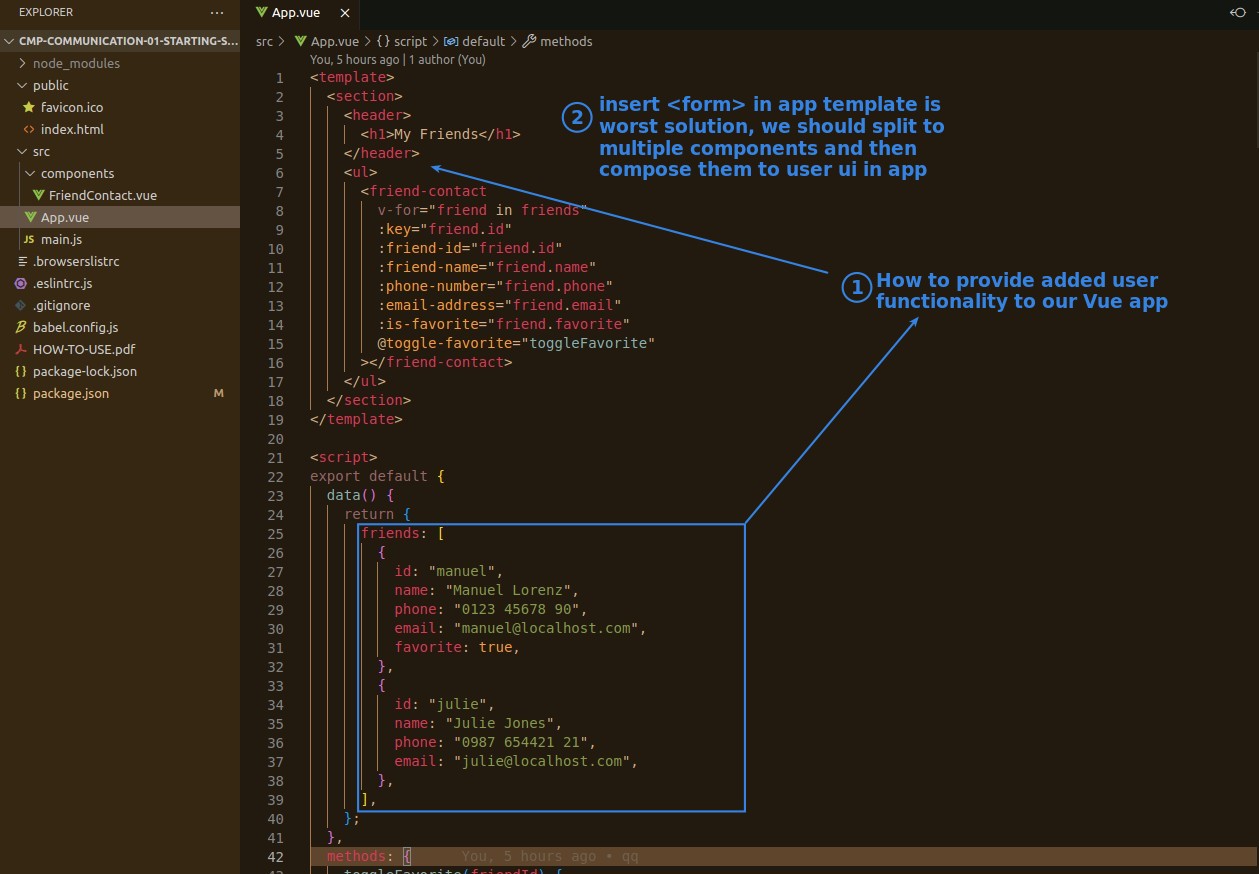 EXPLORER
···
App.vue
CMP-COMMUNICATION-01-STARTING-S...
node_modules
public
favicon.ico
index.html
src
components
FriendContact.vue
App.vue
JS main.js
.browserslistrc
.eslintrc.js
.gitignore
babel.config.js
HOW-TO-USE.pdf
package-lock.json
package.json M
src > App.vue > {} script > default > methods
You, 5 hours ago | 1 author (You)
1 <template>
2 <section>
3 <header>
4 <h1>My Friends</h1>
5 </header>
6 <ul>
7 <friend-contact
8 v-for="friend in friends"
9 :key="friend.id"
10 :friend-id="friend.id"
11 :friend-name="friend.name"
12 :phone-number="friend.phone"
13 :email-address="friend.email"
14 :is-favorite="friend.favorite"
15 @toggle-favorite="toggleFavorite"
16 ></friend-contact>
17 </ul>
18 </section>
19 </template>
20
21 <script>
22 export default {
23 data() {
24 return {
25 friends: [
26 {
27 id: "manuel",
28 name: "Manuel Lorenz",
29 phone: "0123 45678 90",
30 email: "manuel@localhost.com",
31 favorite: true,
32 },
33 {
34 id: "julie",
35 name: "Julie Jones",
36 phone: "0987 654421 21",
37 email: "julie@localhost.com",
38 },
39 ],
40 };
41 },
42 methods: { You, 5 hours ago • qq
toggleFavorite(friendId) {
2 insert <form> in app template is
worst solution, we should split to
multiple components and then
compose them to user ui in app
1 How to provide added user
functionality to our Vue app